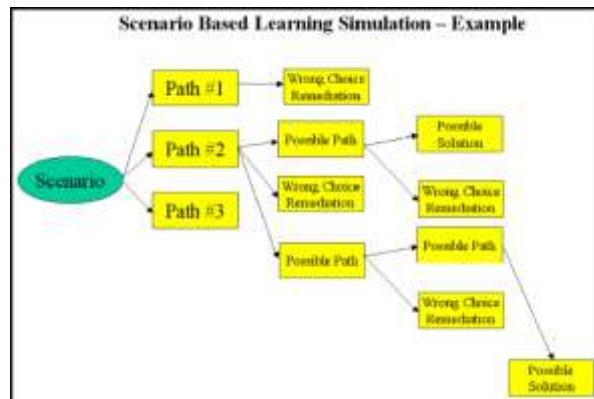 Scenario Based Learning Simulation – Example
Path #1
Wrong Choice
Remediation
Path #2
Possible Path
Possible
Solution
Scenario
Wrong Choice
Remediation
Wrong Choice
Remediation
Path #3
Possible Path
Possible Path
Wrong Choice
Remediation
Possible
Solution